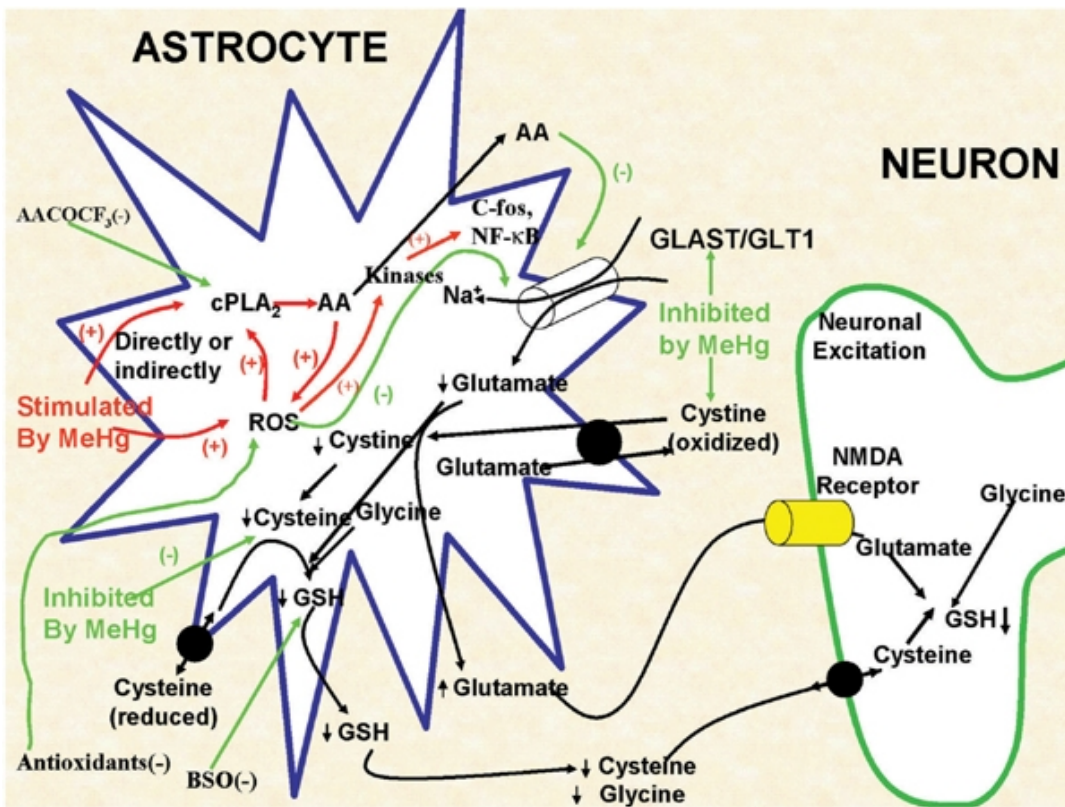 ASTROCYTE
NEURON
AA
(-)
AACOCF₃(-)
C-fos,
NF-κB
(+)
Kinases
GLAST/GLT1
cPLA₂
AA
Na⁺
Inhibited
by MeHg
Neuronal
Excitation
(+)
Directly or
indirectly
(+)
(+)
(+)
(-)
↓ Glutamate
Stimulated
By MeHg
(+)
ROS
↓ Cystine
Cystine
(oxidized)
Glutamate
NMDA
Receptor
Glycine
↓ Cysteine
Glycine
Glutamate
(-)
Inhibited
By MeHg
↓ GSH
GSH ↓
Cysteine
Cysteine
(reduced)
↑ Glutamate
↓ GSH
Antioxidants(-)
BSO(-)
↓ Cysteine
↓ Glycine